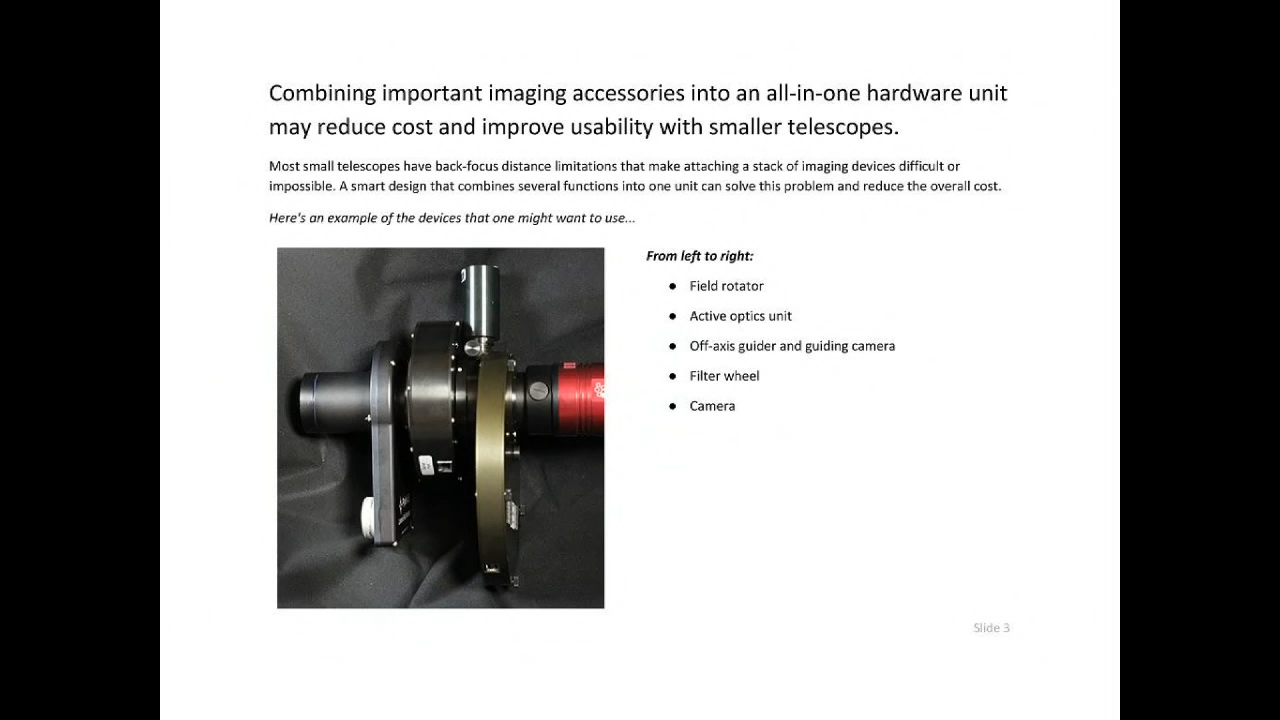 Combining important imaging accessories into an all-in-one hardware unit
may reduce cost and improve usability with smaller telescopes.
Most small telescopes have back-focus distance limitations that make attaching a stack of imaging devices difficult or
impossible. A smart design that combines several functions into one unit can solve this problem and reduce the overall cost.
Here's an example of the devices that one might want to use...
From left to right:
● Field rotator
● Active optics unit
● Off-axis guider and guiding camera
● Filter wheel
● Camera
Slide 3